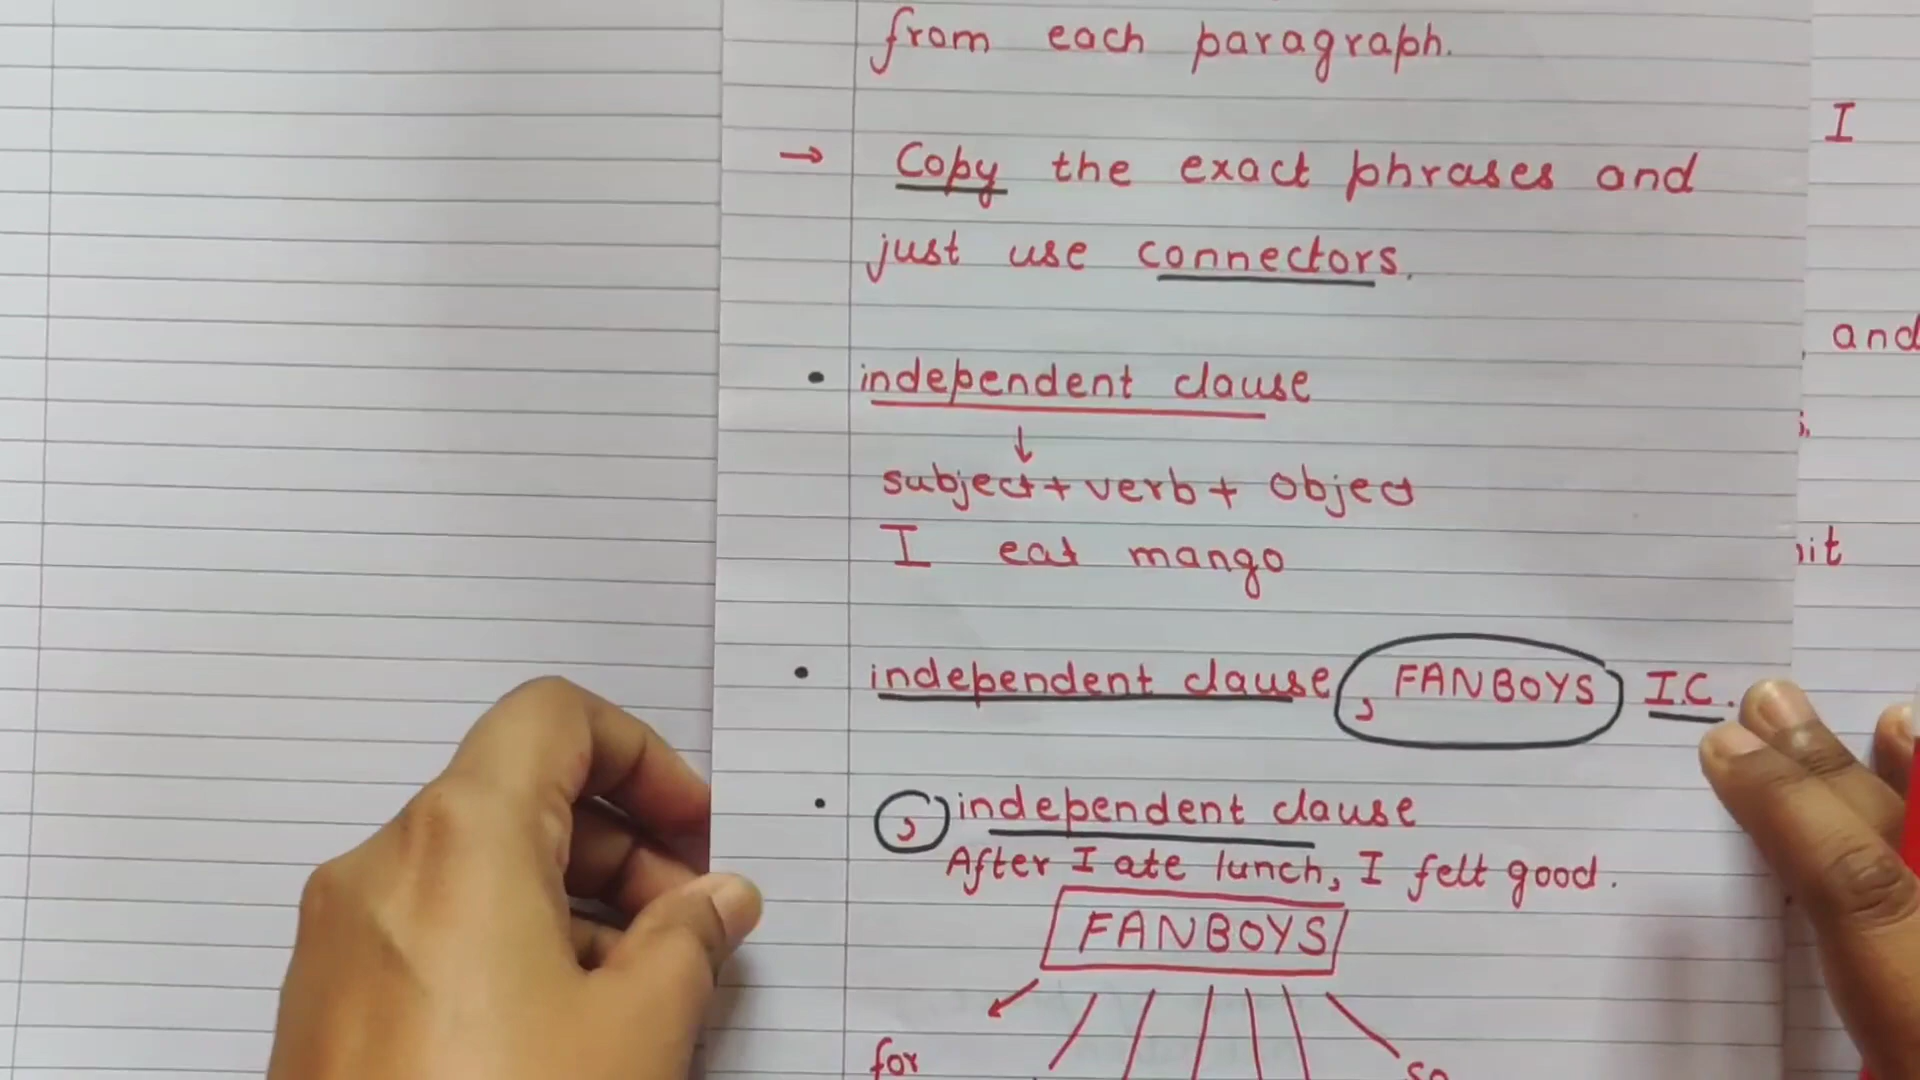 from each paragraph.
I
→ Copy the exact phrases and
just use connectors.
and
• independent clause
↓
subject + verb + object
I eat mango
• independent clause, FANBOYS I.C.
• , independent clause
After I ate lunch, I felt good.
FANBOYS
for
so